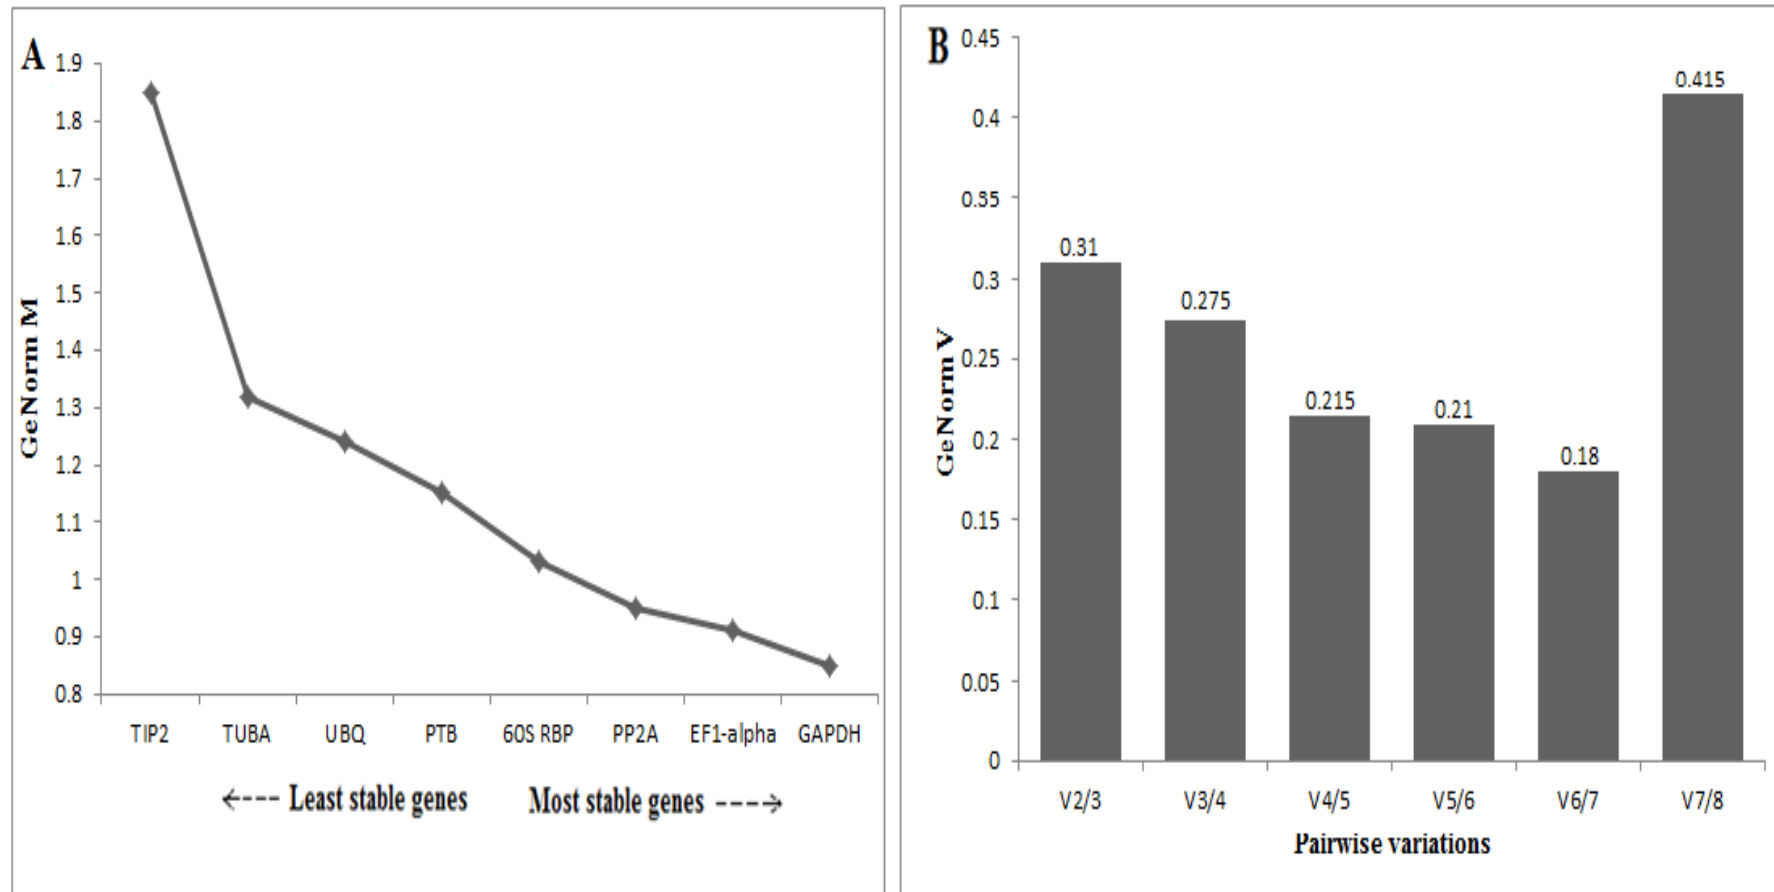 A
1.9
1.8
1.7
1.6
1.5
1.4
1.3
1.2
1.1
1
0.9
0.8
GeNorm M
TIP2 TUBA UBQ PTB 60S RBP PP2A EF1-alpha GAPDH
<---- Least stable genes Most stable genes ---->
B
0.45
0.4
0.35
0.3
0.25
0.2
0.15
0.1
0.05
0
GeNorm V
0.31 0.275 0.215 0.21 0.18 0.415
V2/3 V3/4 V4/5 V5/6 V6/7 V7/8
Pairwise variations